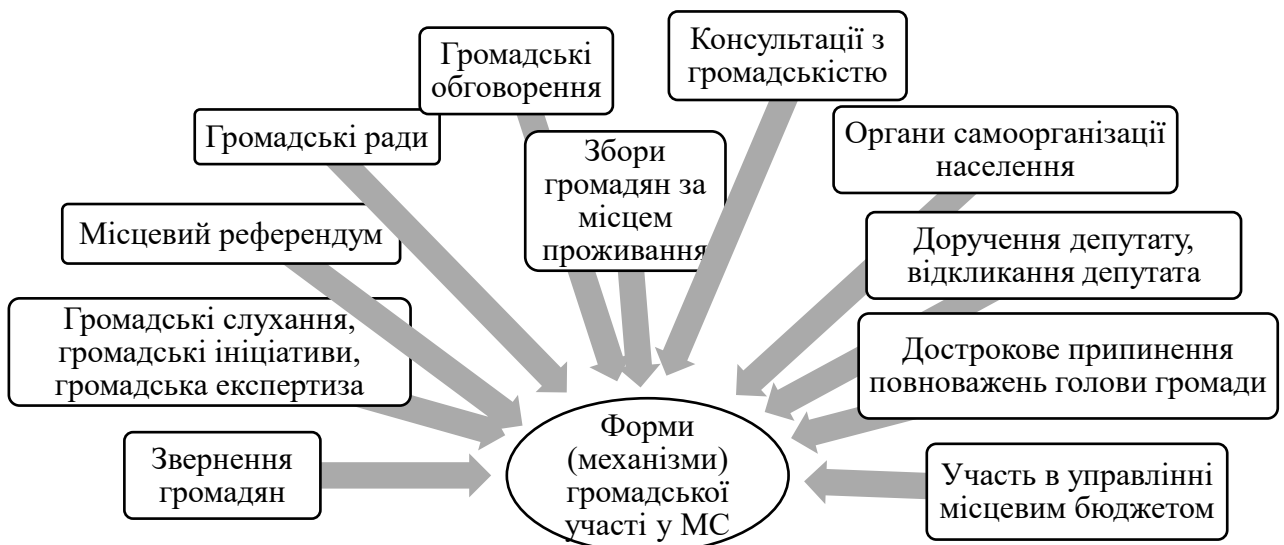 Громадські
обговорення
Консультації з
громадськістю
Громадські ради
Збори
громадян за
місцем
проживання
Органи самоорганізації
населення
Місцевий референдум
Доручення депутату,
відкликання депутата
Громадські слухання,
громадські ініціативи,
громадська експертиза
Дострокове припинення
повноважень голови громади
Звернення
громадян
Форми
(механізми)
громадської
участі у МС
Участь в управлінні
місцевим бюджетом